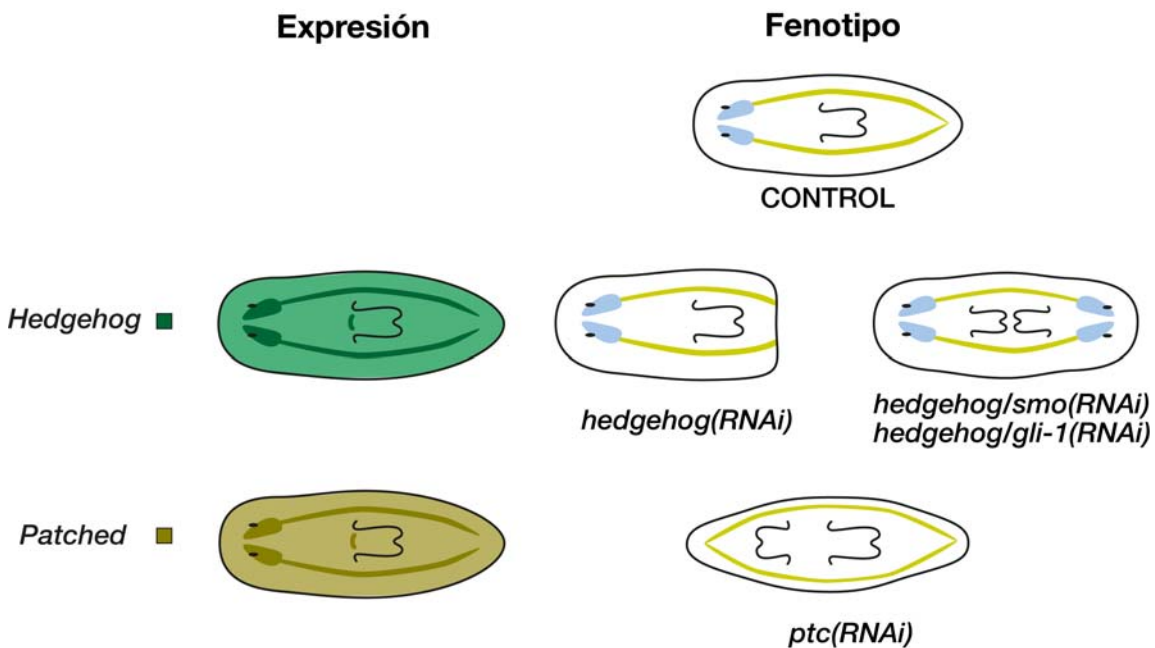 Expresión
Fenotipo
CONTROL
Hedgehog
hedgehog(RNAi)
hedgehog/smo(RNAi)
hedgehog/gli-1(RNAi)
Patched
ptc(RNAi)